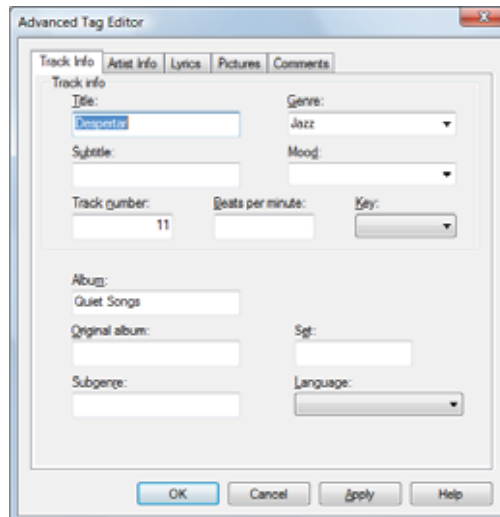 Advanced Tag Editor
Track Info Artist Info Lyrics Pictures Comments
Track info
Title: Genre:
Despertar Jazz
Subtitle: Mood:
Track number: Beats per minute: Key:
11
Album:
Quiet Songs
Original album: Set:
Subgenre: Language:
OK Cancel Apply Help